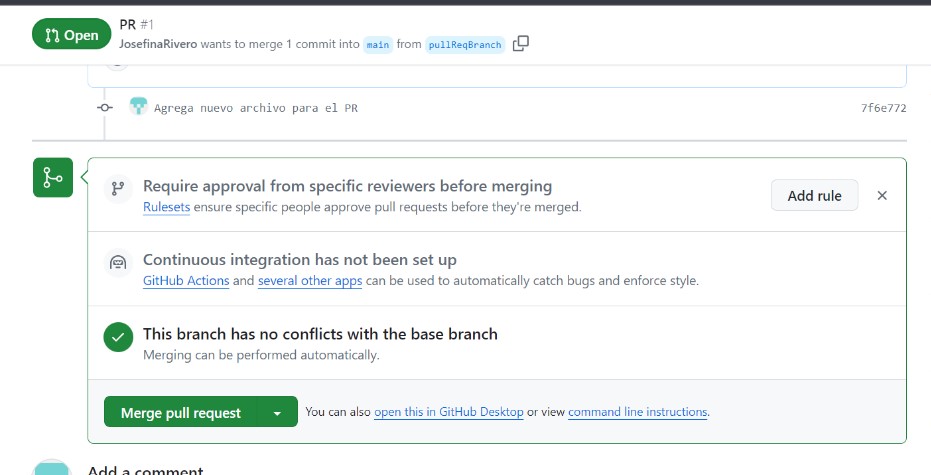 Open
PR #1
JosefinaRivero wants to merge 1 commit into main from pullReqBranch
Agrega nuevo archivo para el PR 7f6e772
Require approval from specific reviewers before merging
Rulesets ensure specific people approve pull requests before they're merged.
Add rule
Continuous integration has not been set up
GitHub Actions and several other apps can be used to automatically catch bugs and enforce style.
This branch has no conflicts with the base branch
Merging can be performed automatically.
Merge pull request
You can also open this in GitHub Desktop or view command line instructions.
Add a comment